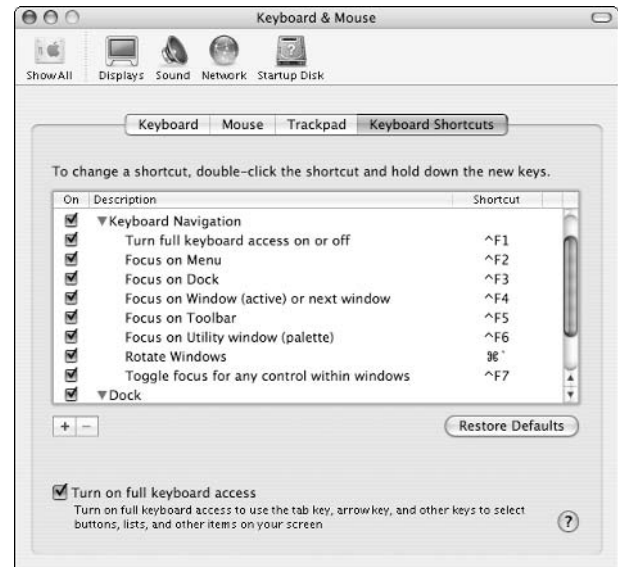 Keyboard & Mouse
Show All Displays Sound Network Startup Disk
Keyboard Mouse Trackpad Keyboard Shortcuts
To change a shortcut, double-click the shortcut and hold down the new keys.
On Description Shortcut
▼Keyboard Navigation
Turn full keyboard access on or off ^F1
Focus on Menu ^F2
Focus on Dock ^F3
Focus on Window (active) or next window ^F4
Focus on Toolbar ^F5
Focus on Utility window (palette) ^F6
Rotate Windows ⌘`
Toggle focus for any control within windows ^F7
▼Dock
+ − Restore Defaults
Turn on full keyboard access
Turn on full keyboard access to use the tab key, arrow key, and other keys to select
buttons, lists, and other items on your screen ?